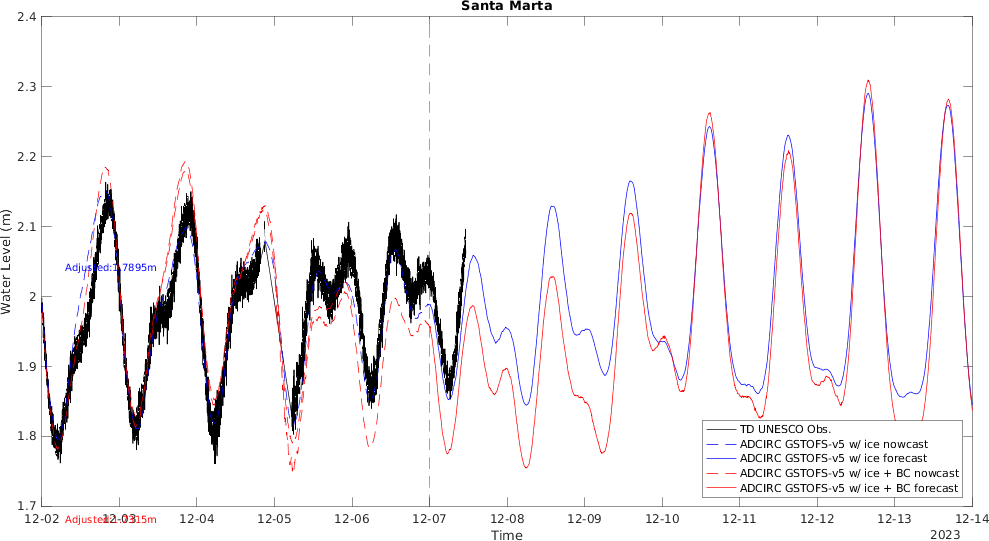 Santa Marta
2.4
2.3
2.2
2.1
2
1.9
1.8
1.7
Water Level (m)
Adjusted:1.7895m
TD UNESCO Obs.
ADCIRC GSTOFS-v5 w/ ice nowcast
ADCIRC GSTOFS-v5 w/ ice forecast
ADCIRC GSTOFS-v5 w/ ice + BC nowcast
ADCIRC GSTOFS-v5 w/ ice + BC forecast
12-02 12-03 12-04 12-05 12-06 12-07 12-08 12-09 12-10 12-11 12-12 12-13 12-14
Time
2023